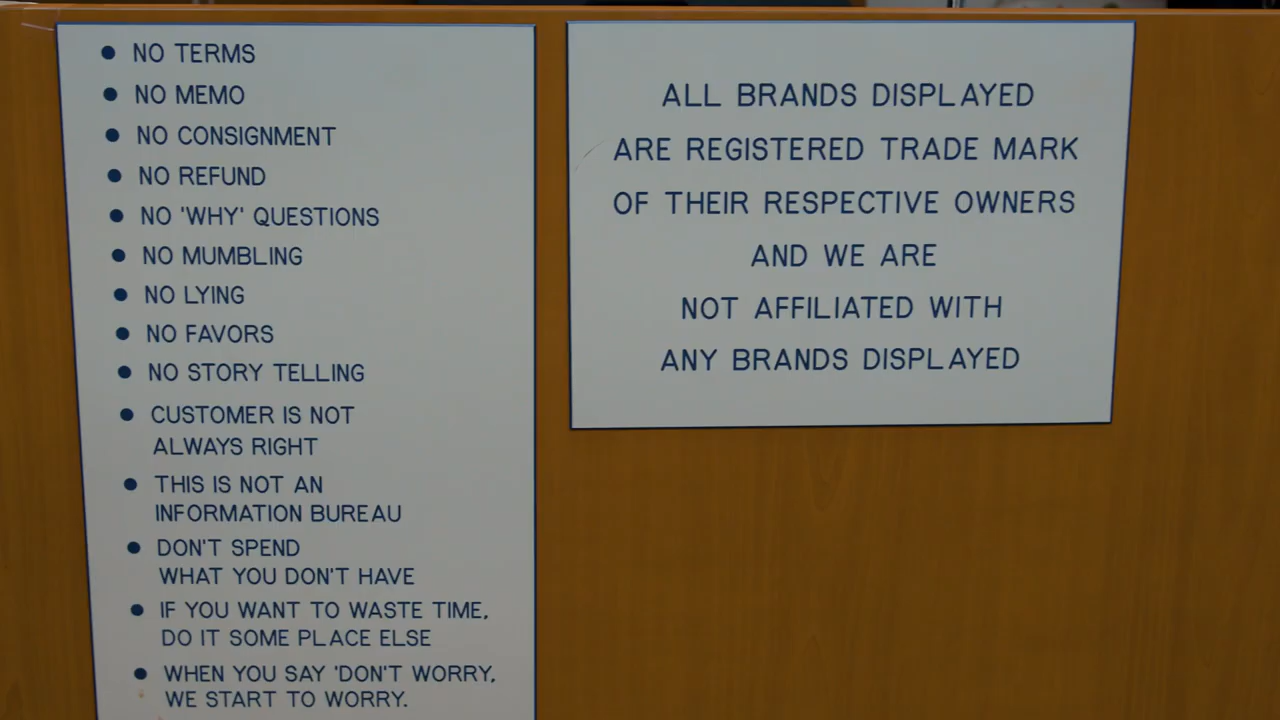 ● NO TERMS
● NO MEMO
● NO CONSIGNMENT
● NO REFUND
● NO 'WHY' QUESTIONS
● NO MUMBLING
● NO LYING
● NO FAVORS
● NO STORY TELLING
● CUSTOMER IS NOT
ALWAYS RIGHT
● THIS IS NOT AN
INFORMATION BUREAU
● DON'T SPEND
WHAT YOU DON'T HAVE
● IF YOU WANT TO WASTE TIME,
DO IT SOME PLACE ELSE
● WHEN YOU SAY 'DON'T WORRY,
WE START TO WORRY.
ALL BRANDS DISPLAYED
ARE REGISTERED TRADE MARK
OF THEIR RESPECTIVE OWNERS
AND WE ARE
NOT AFFILIATED WITH
ANY BRANDS DISPLAYED